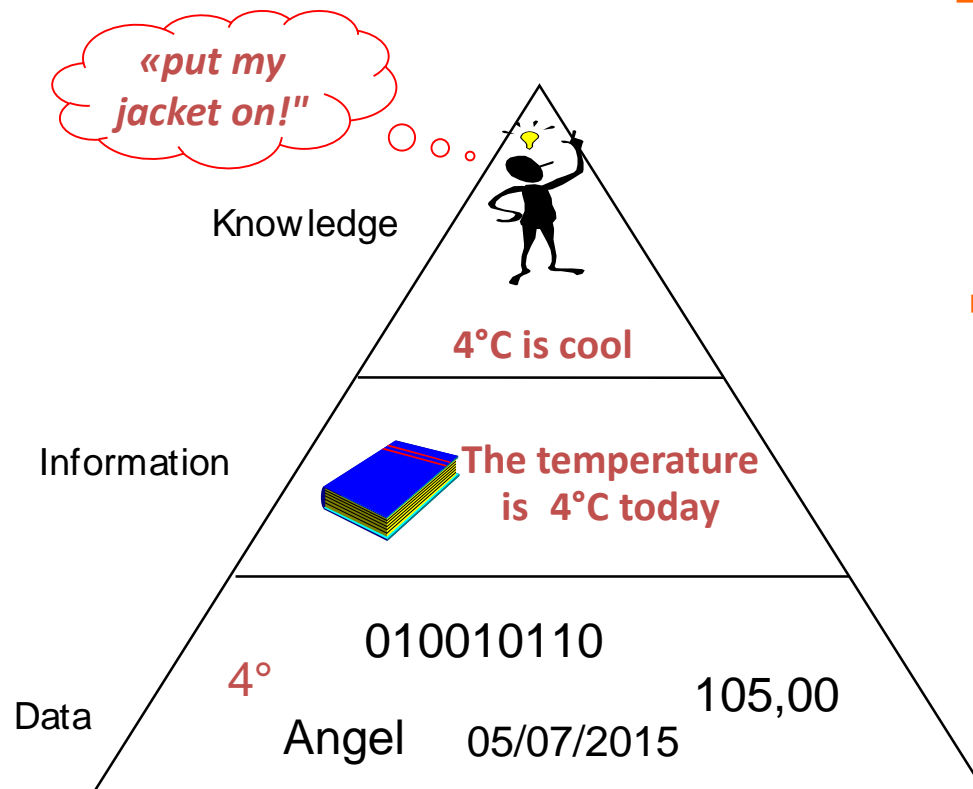 «put my
jacket on!"
Knowledge
4°C is cool
Information
The temperature
is 4°C today
010010110
4°
105,00
Data
Angel
05/07/2015